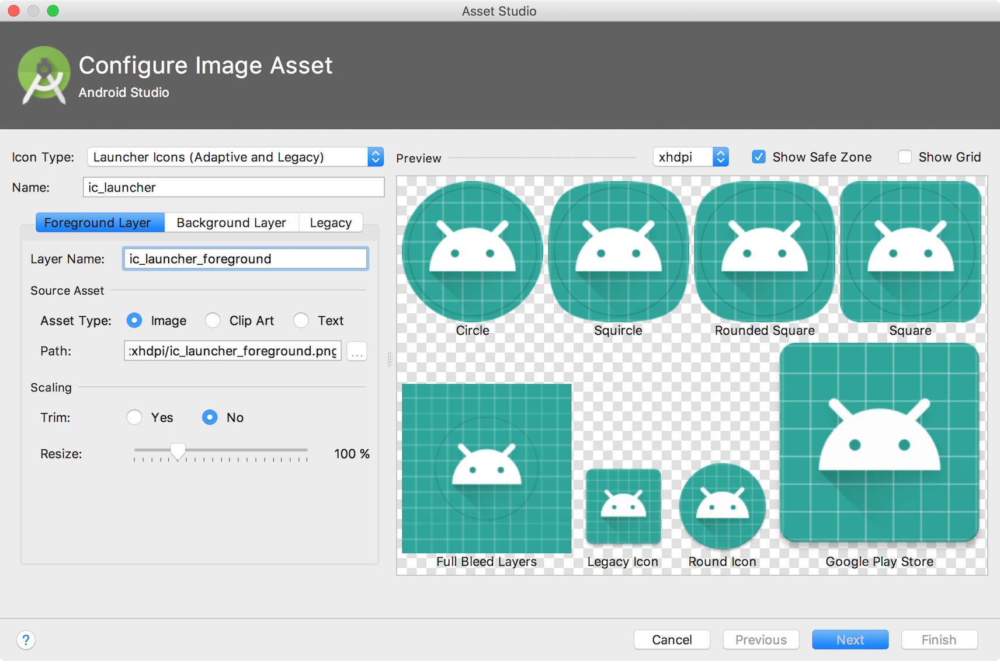 Asset Studio
Configure Image Asset
Android Studio
Icon Type: Launcher Icons (Adaptive and Legacy)
Name: ic_launcher
Foreground Layer Background Layer Legacy
Layer Name: ic_launcher_foreground
Source Asset
Asset Type: Image Clip Art Text
Path: :xhdpi/ic_launcher_foreground.png ...
Scaling
Trim: Yes No
Resize: 100 %
Preview xhdpi Show Safe Zone Show Grid
Circle Squircle Rounded Square Square
Full Bleed Layers Legacy Icon Round Icon Google Play Store
? Cancel Previous Next Finish